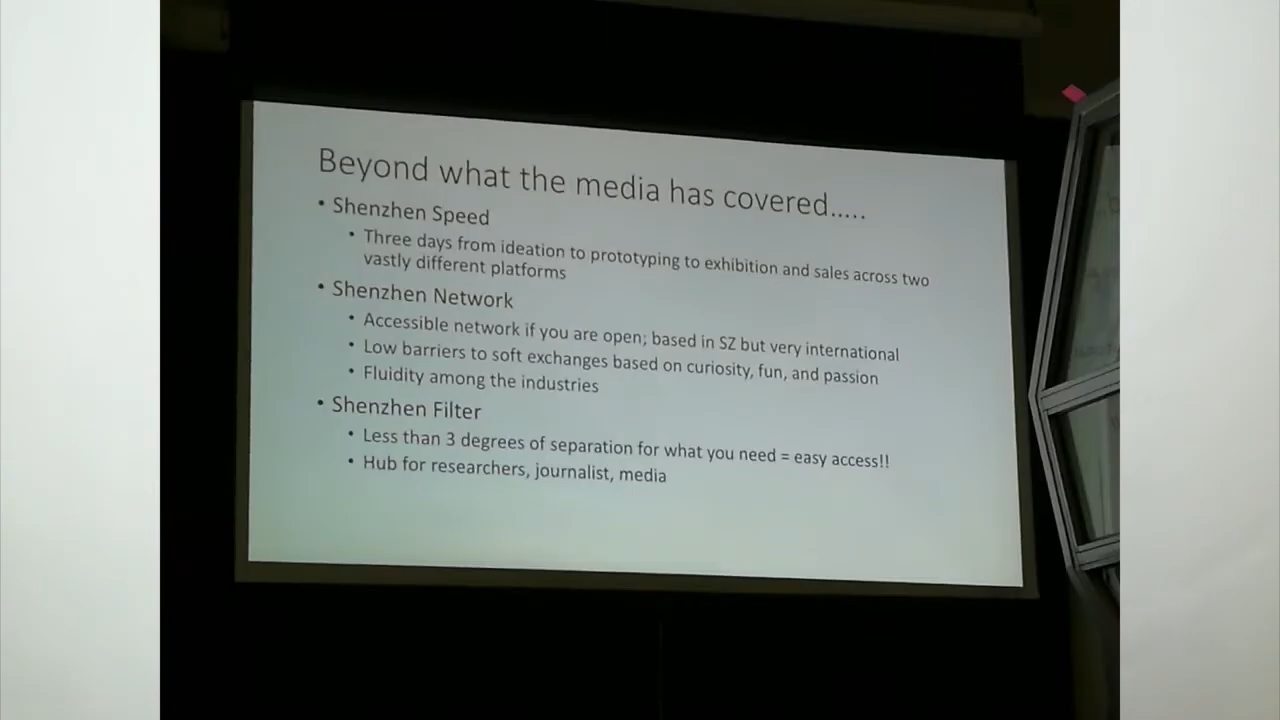 Beyond what the media has covered.....
• Shenzhen Speed
• Three days from ideation to prototyping to exhibition and sales across two
vastly different platforms
• Shenzhen Network
• Accessible network if you are open; based in SZ but very international
• Low barriers to soft exchanges based on curiosity, fun, and passion
• Fluidity among the industries
• Shenzhen Filter
• Less than 3 degrees of separation for what you need = easy access!!
• Hub for researchers, journalist, media